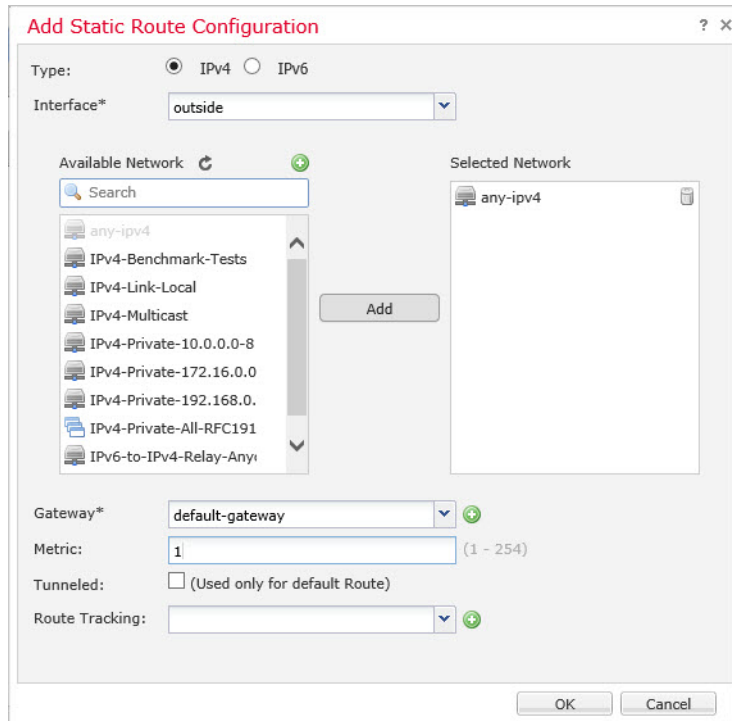 Add Static Route Configuration
?
Type: IPv4 IPv6
Interface* outside
Available Network
Selected Network
Search
any-ipv4
any-ipv4
IPv4-Benchmark-Tests
IPv4-Link-Local
IPv4-Multicast
Add
IPv4-Private-10.0.0.0-8
IPv4-Private-172.16.0.0
IPv4-Private-192.168.0.
IPv4-Private-All-RFC191
IPv6-to-IPv4-Relay-Any
Gateway* default-gateway
Metric: 1 (1 - 254)
Tunneled: (Used only for default Route)
Route Tracking:
OK Cancel